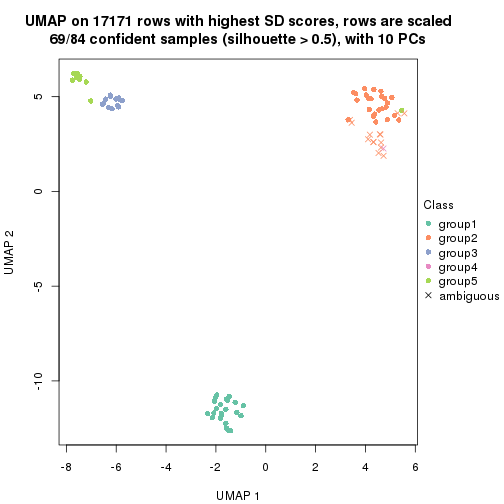 UMAP on 17171 rows with highest SD scores, rows are scaled
69/84 confident samples (silhouette > 0.5), with 10 PCs
5
0
-5
-10
UMAP 2
-8 -6 -4 -2 0 2 4 6
UMAP 1
Class
group1
group2
group3
group4
group5
ambiguous